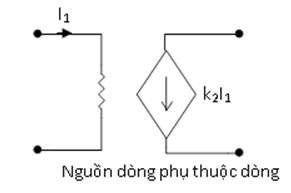 I₁
k₂I₁
Nguồn dòng phụ thuộc dòng